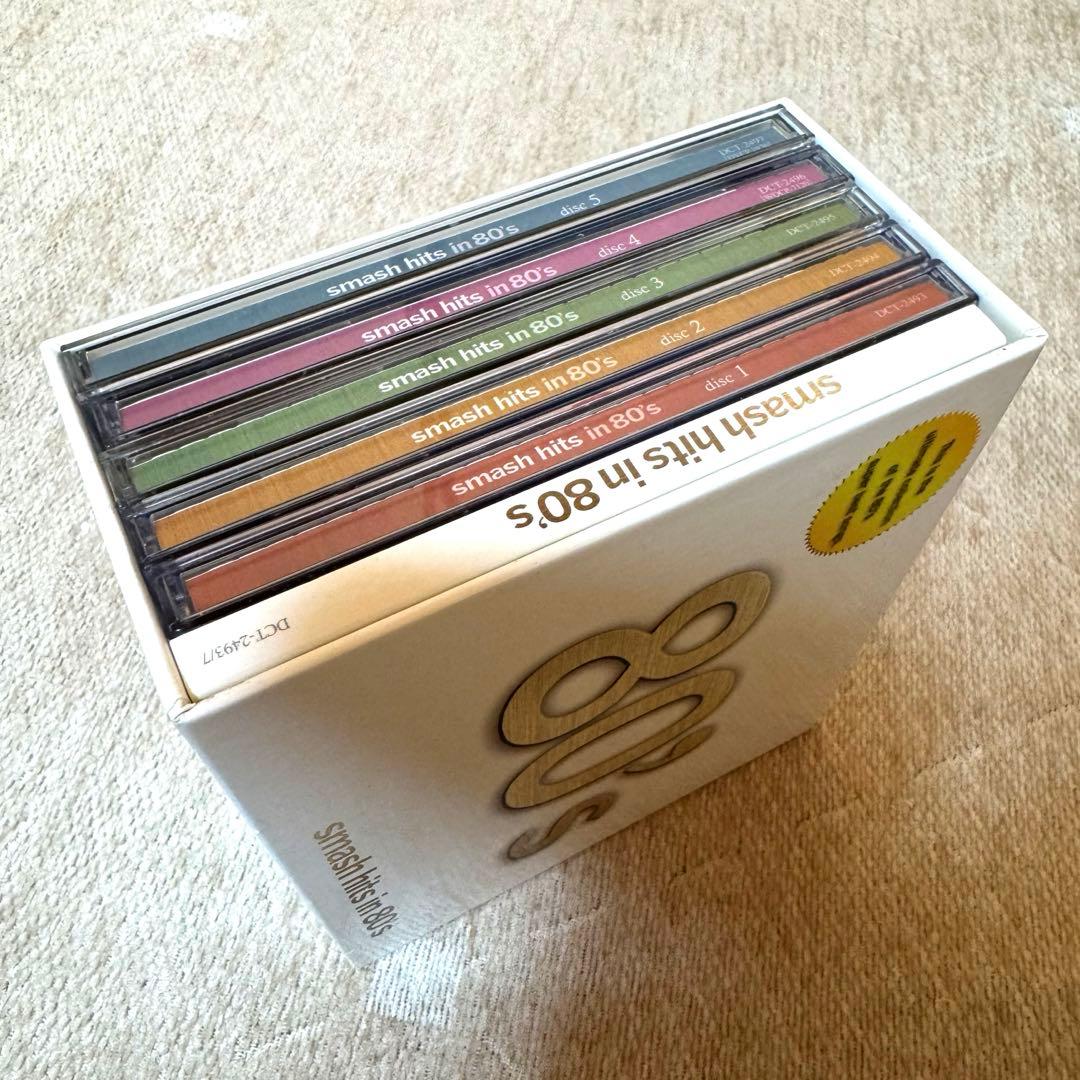 smash hits in 80's disc 5 DCT-2497
smash hits in 80's disc 4 DCT-2496
smash hits in 80's disc 3 DCT-2495
smash hits in 80's disc 2 DCT-2494
smash hits in 80's disc 1 DCT-2493
smash hits in 80's
DCT-2493/7
80's
smash hits in 80's